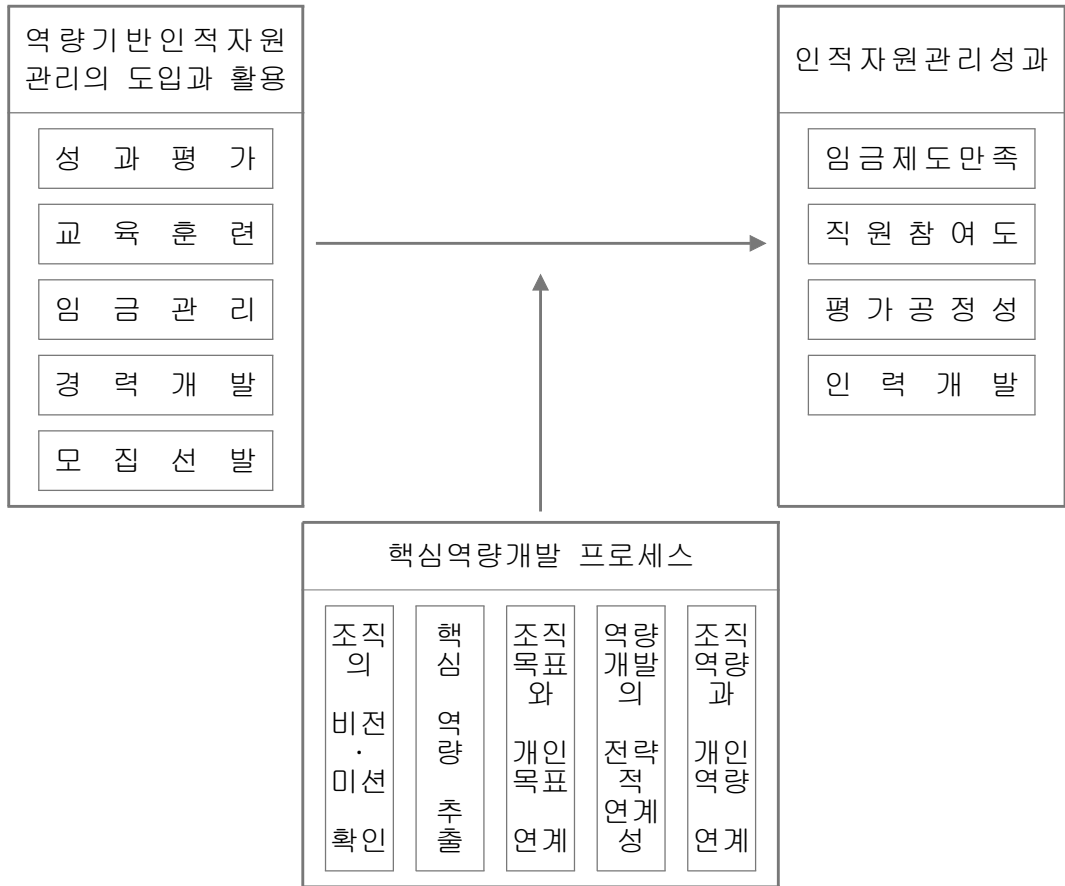 역량기반인적자원
관리의 도입과 활용
성 과 평 가
교 육 훈 련
임 금 관 리
경 력 개 발
모 집 선 발
인적자원관리성과
임금제도만족
직원참여도
평가공정성
인 력 개 발
핵심역량개발 프로세스
조직
의
비전
·
미션
확인
핵
심
역
량
추
출
조직
목표
와
개인
목표
연계
역량
개발
의
전략
적
연계
성
조직
역량
과
개인
역량
연계